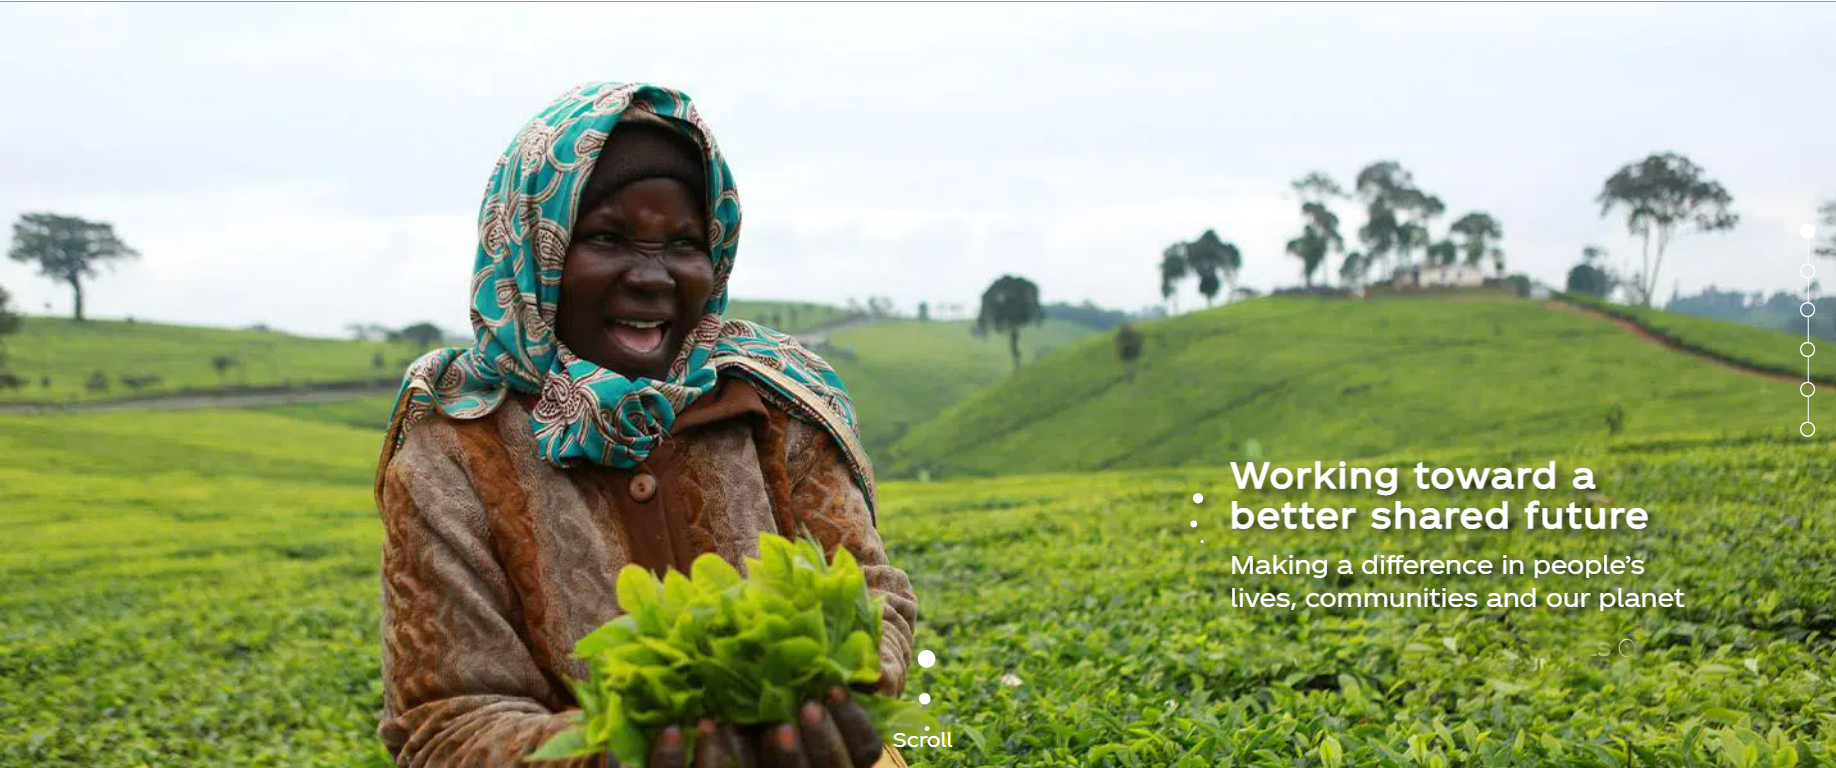 Working toward a
better shared future
Making a difference in people’s
lives, communities and our planet
Scroll